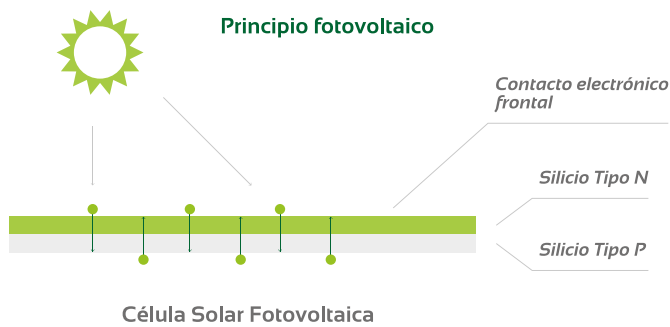 Principio fotovoltaico
Contacto electrónico
frontal
Silicio Tipo N
Silicio Tipo P
Célula Solar Fotovoltaica